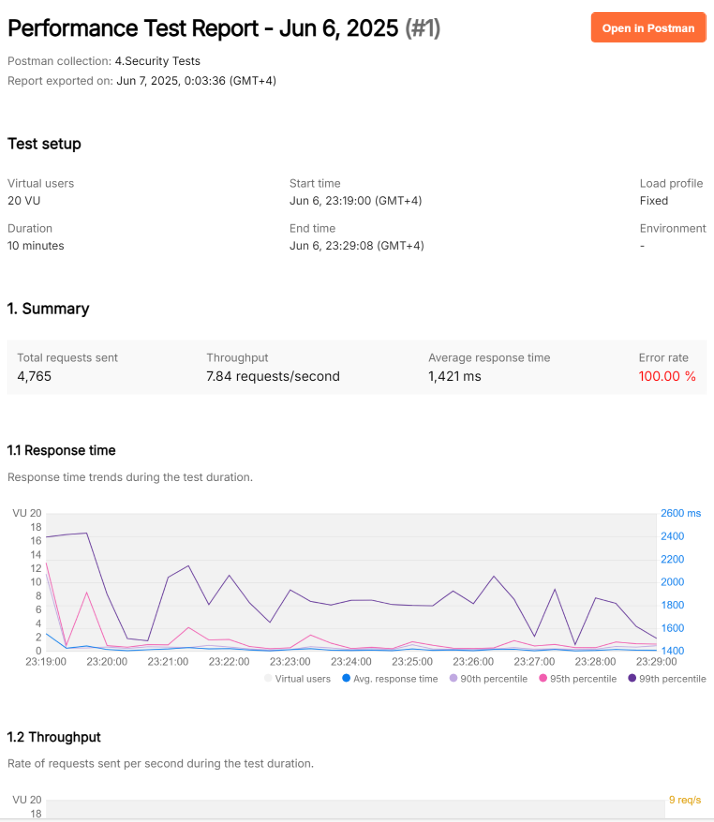 Performance Test Report - Jun 6, 2025 (#1)
Open in Postman
Postman collection: 4.Security Tests
Report exported on: Jun 7, 2025, 0:03:36 (GMT+4)
Test setup
Virtual users
20 VU
Start time
Jun 6, 23:19:00 (GMT+4)
Load profile
Fixed
Duration
10 minutes
End time
Jun 6, 23:29:08 (GMT+4)
Environment
-
1. Summary
Total requests sent
4,765
Throughput
7.84 requests/second
Average response time
1,421 ms
Error rate
100.00 %
1.1 Response time
Response time trends during the test duration.
VU 20
18
16
14
12
10
8
6
4
2
0
2600 ms
2400
2200
2000
1800
1600
1400
23:19:00 23:20:00 23:21:00 23:22:00 23:23:00 23:24:00 23:25:00 23:26:00 23:27:00 23:28:00 23:29:00
Virtual users Avg. response time 90th percentile 95th percentile 99th percentile
1.2 Throughput
Rate of requests sent per second during the test duration.
VU 20
18
9 req/s